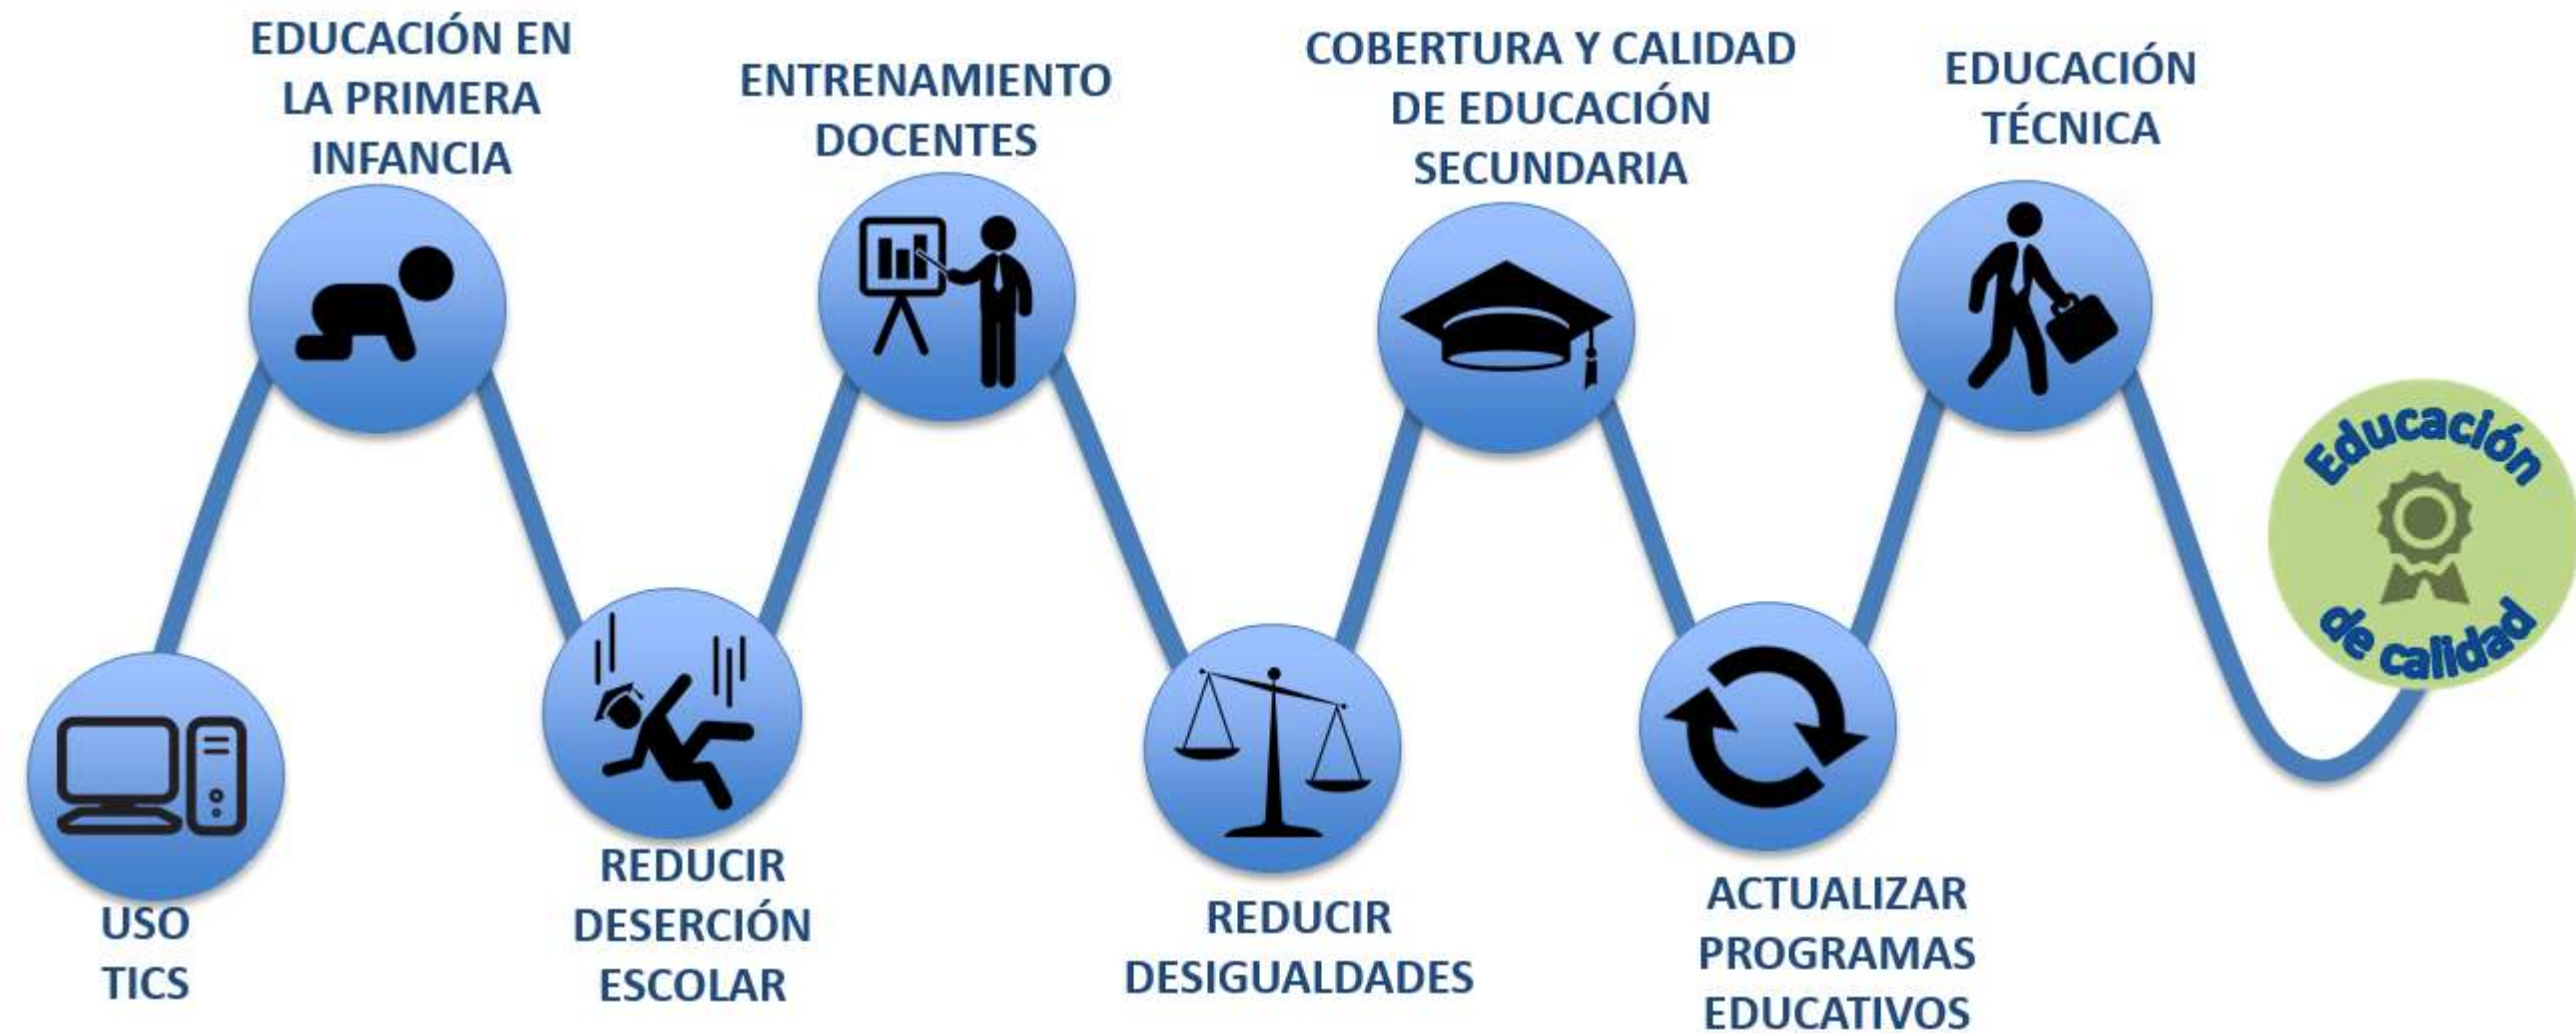 USO
TICS
EDUCACIÓN EN
LA PRIMERA
INFANCIA
REDUCIR
DESERCIÓN
ESCOLAR
ENTRENAMIENTO
DOCENTES
REDUCIR
DESIGUALDADES
COBERTURA Y CALIDAD
DE EDUCACIÓN
SECUNDARIA
ACTUALIZAR
PROGRAMAS
EDUCATIVOS
EDUCACIÓN
TÉCNICA
Educación
de calidad